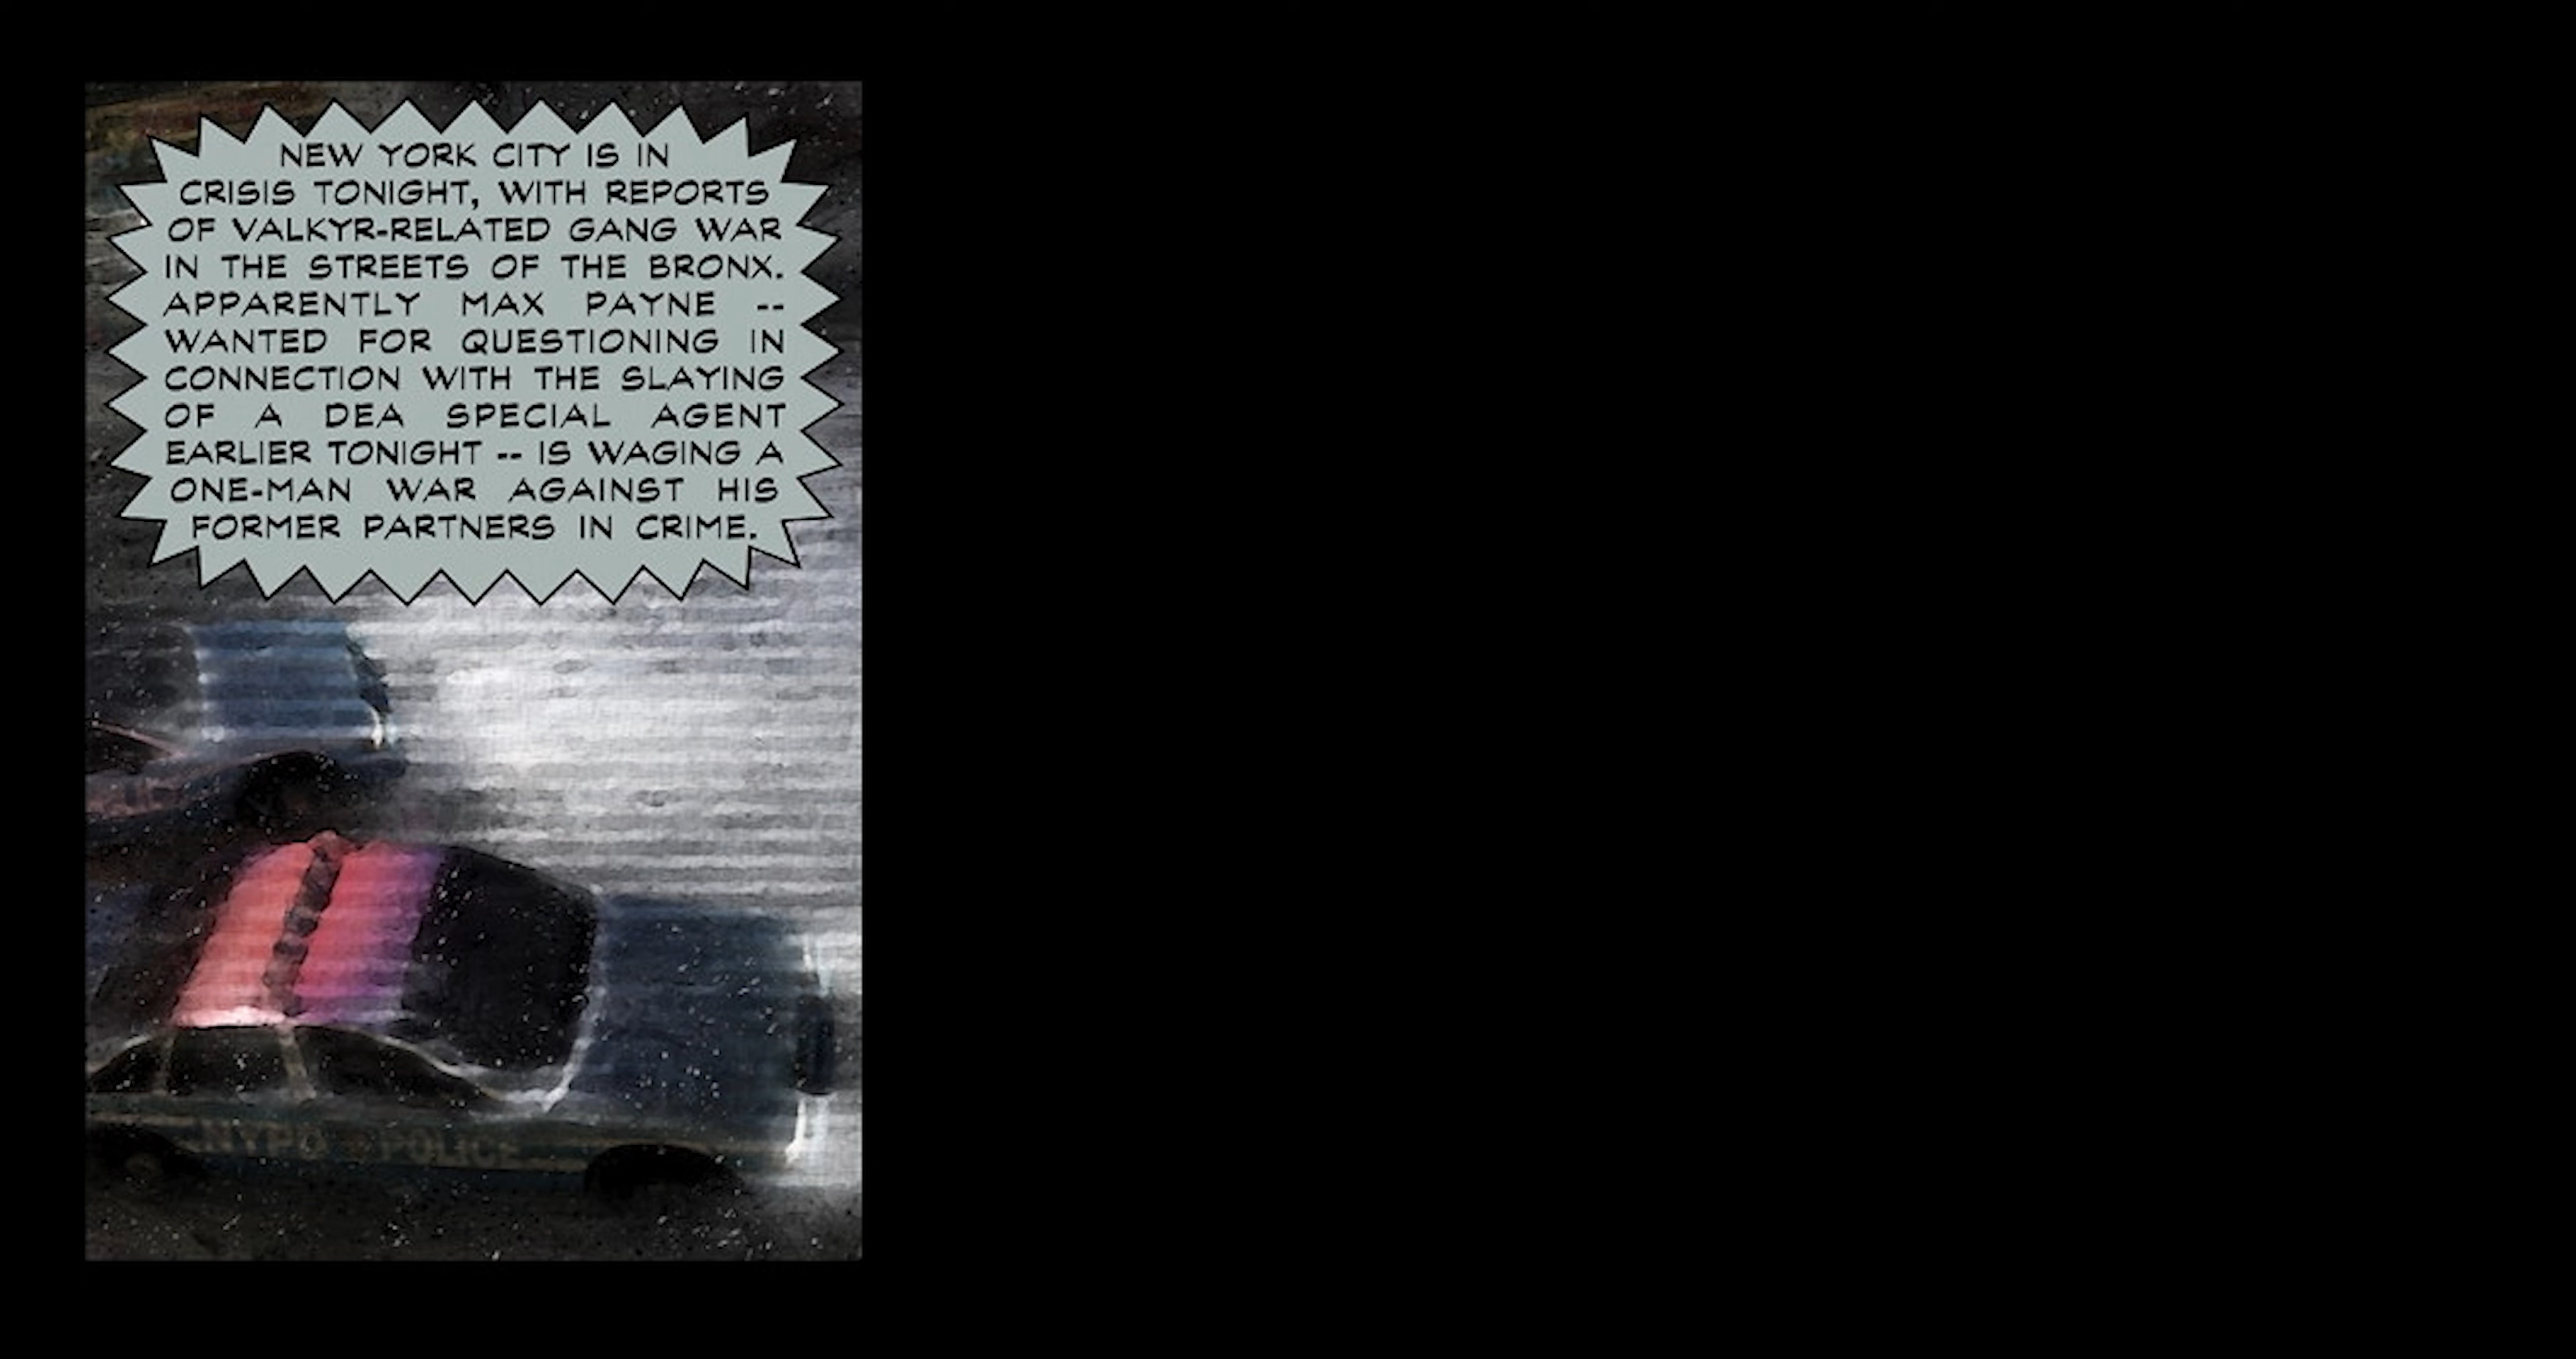 NEW YORK CITY IS IN
CRISIS TONIGHT, WITH REPORTS
OF VALKYR-RELATED GANG WAR
IN THE STREETS OF THE BRONX.
APPARENTLY MAX PAYNE --
WANTED FOR QUESTIONING IN
CONNECTION WITH THE SLAYING
OF A DEA SPECIAL AGENT
EARLIER TONIGHT -- IS WAGING A
ONE-MAN WAR AGAINST HIS
FORMER PARTNERS IN CRIME.
NYPD POLICE